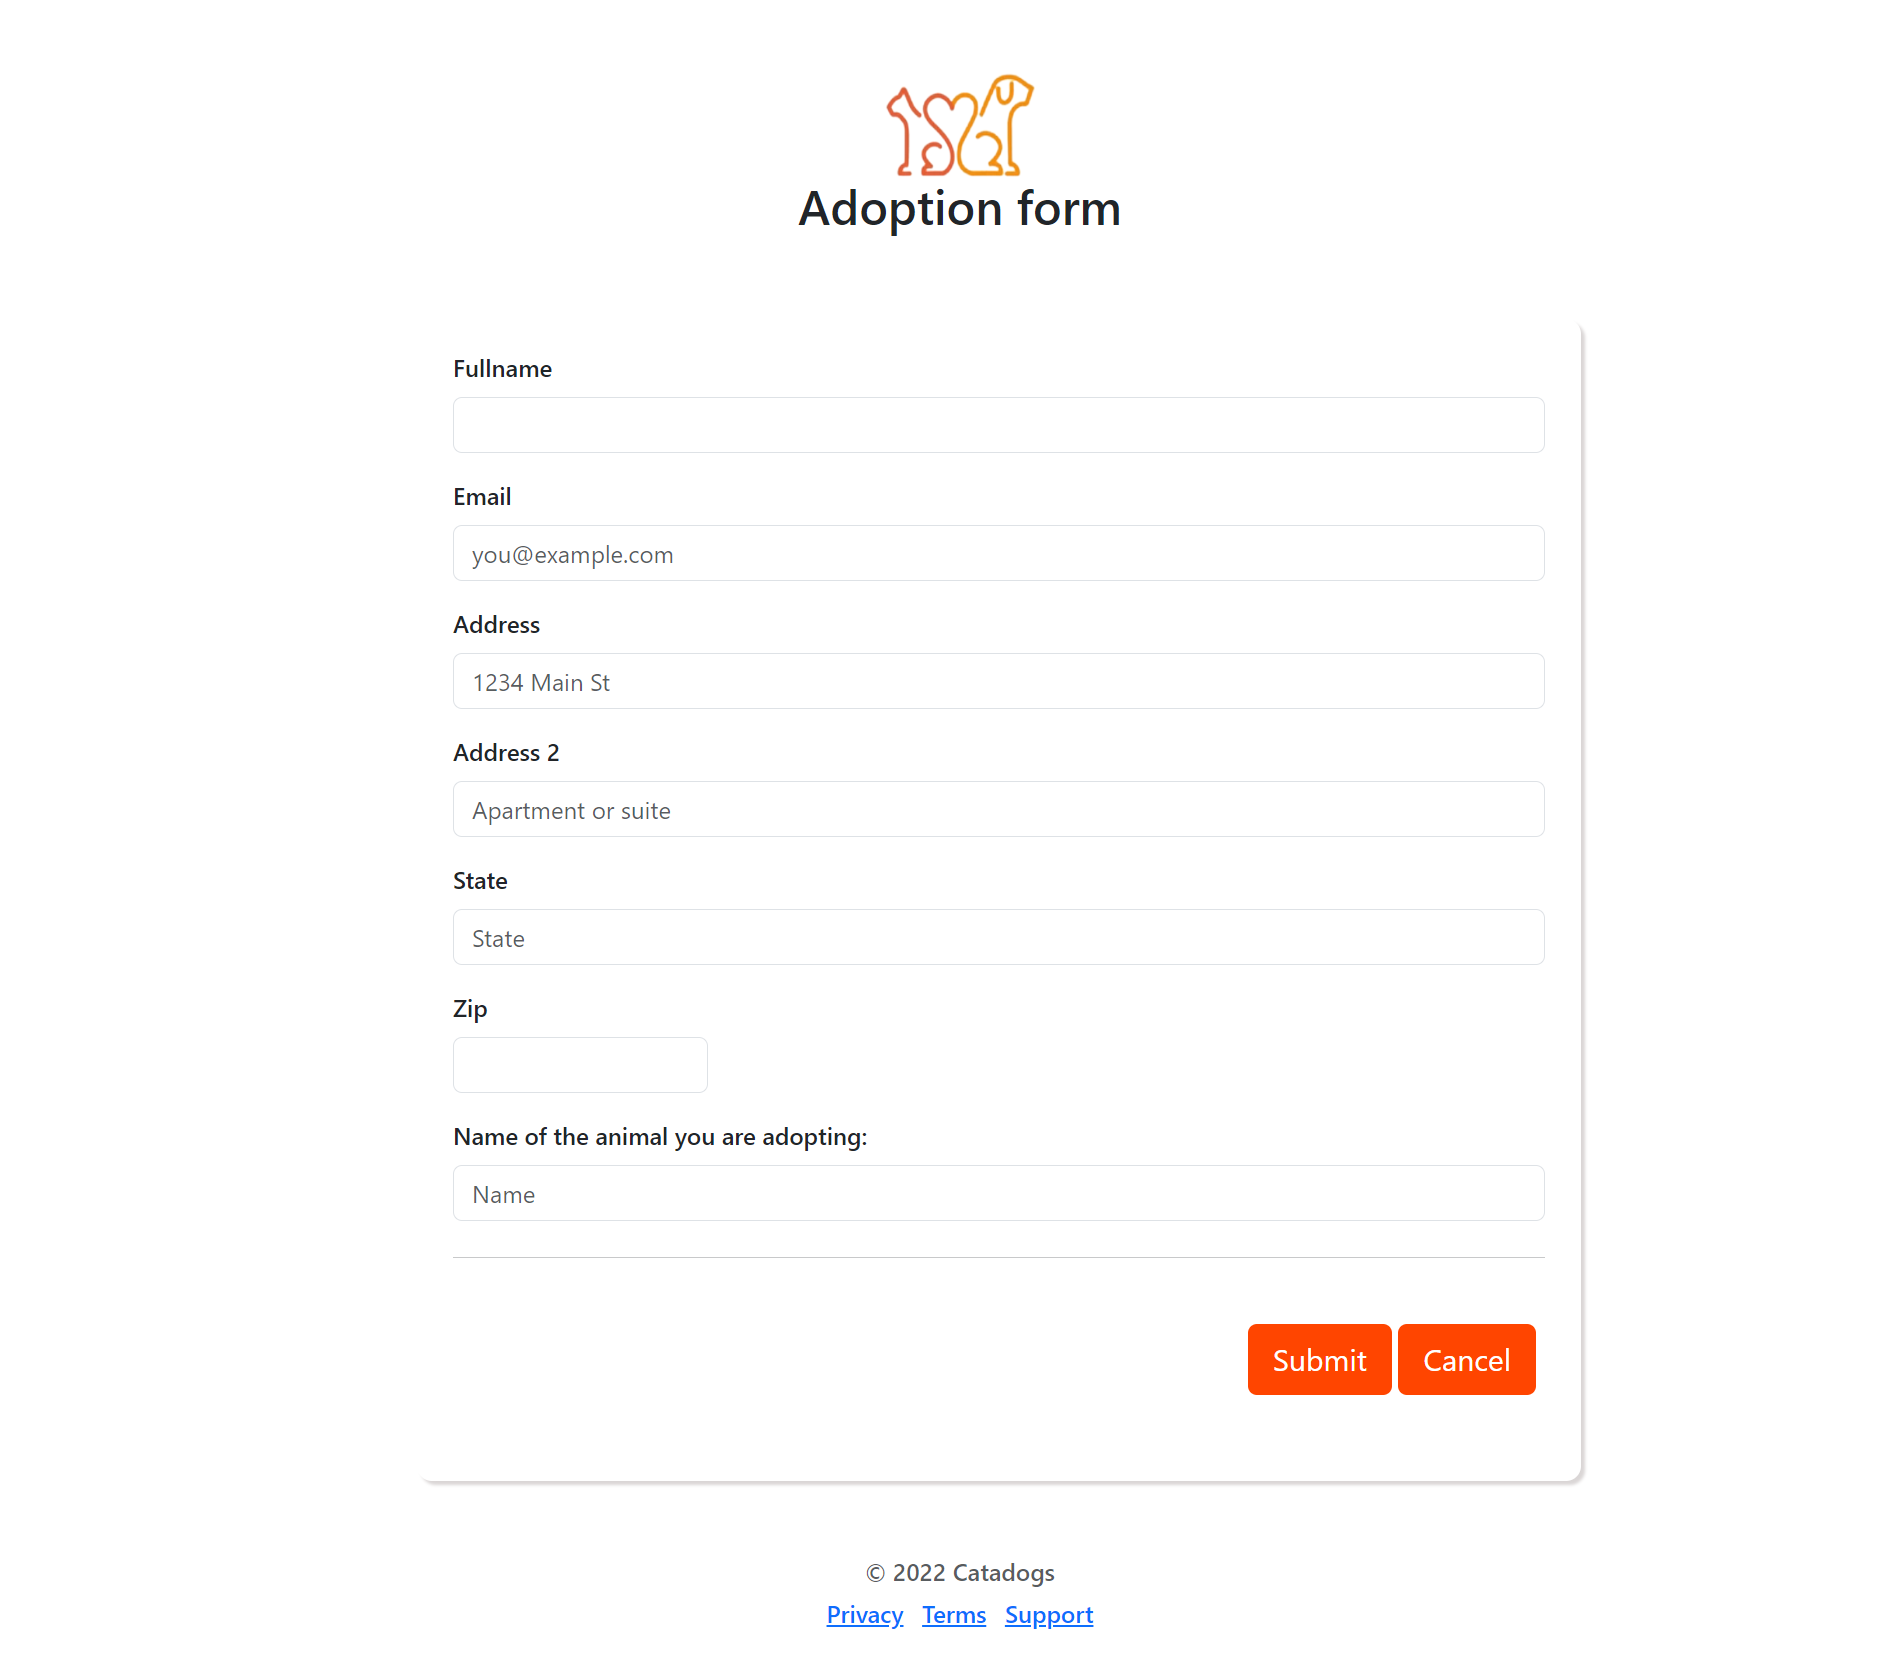 Adoption form
Fullname
Email
you@example.com
Address
1234 Main St
Address 2
Apartment or suite
State
State
Zip
Name of the animal you are adopting:
Name
Submit Cancel
© 2022 Catadogs
Privacy Terms Support